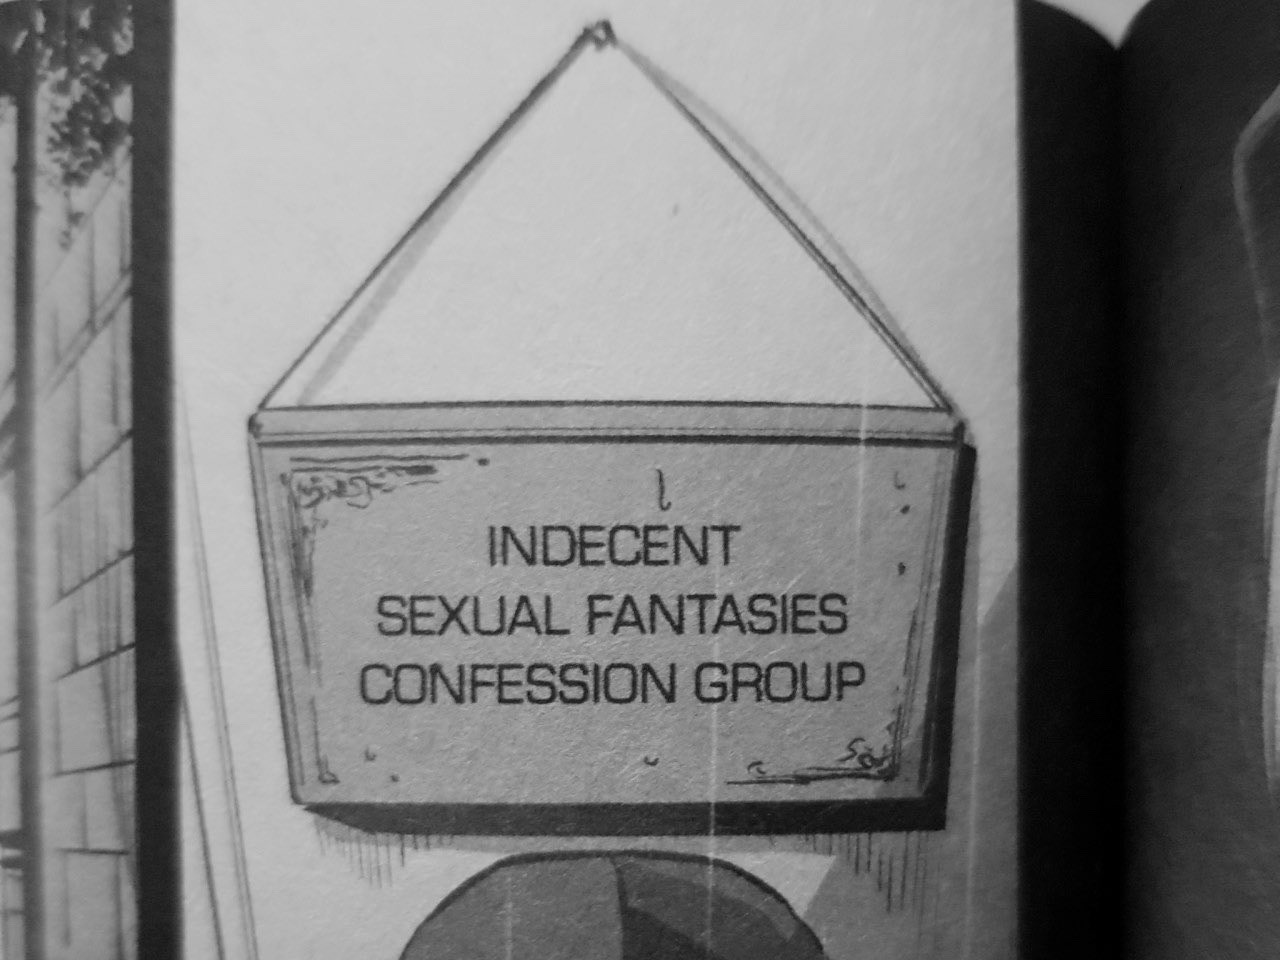 INDECENT
SEXUAL FANTASIES
CONFESSION GROUP